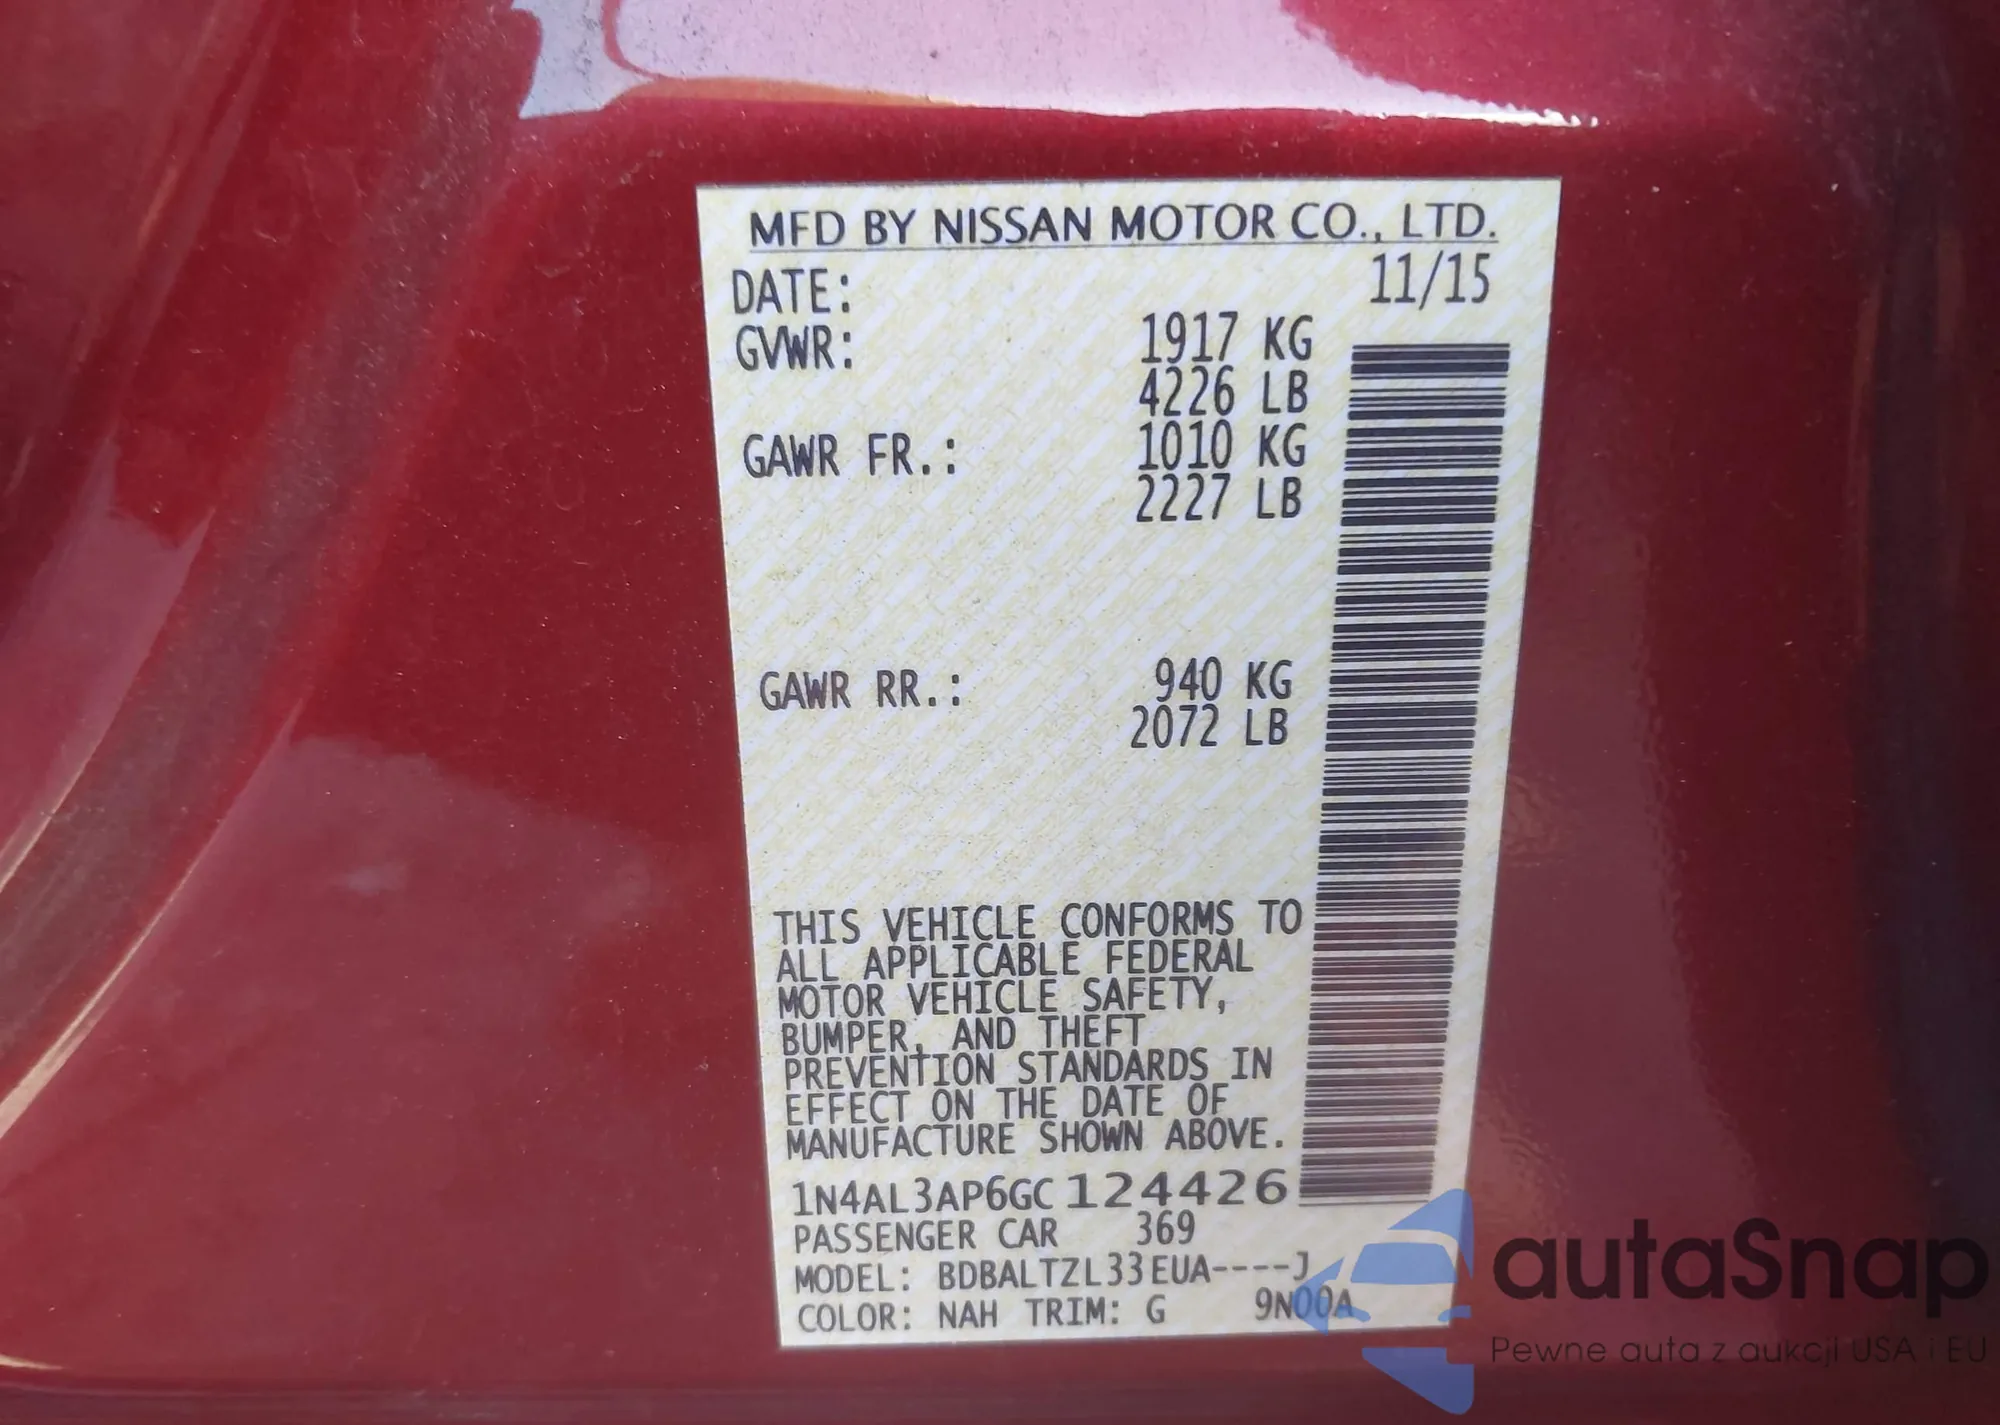 MFD BY NISSAN MOTOR CO., LTD.
DATE: 11/15
GVWR: 1917 KG
4226 LB
GAWR FR.: 1010 KG
2227 LB
GAWR RR.: 940 KG
2072 LB
THIS VEHICLE CONFORMS TO
ALL APPLICABLE FEDERAL
MOTOR VEHICLE SAFETY,
BUMPER, AND THEFT
PREVENTION STANDARDS IN
EFFECT ON THE DATE OF
MANUFACTURE SHOWN ABOVE.
1N4AL3AP6GC124426
PASSENGER CAR 369
MODEL: BDBALTZL33EUA----J
COLOR: NAH TRIM: G 9N00A
autaSnap
Pewne auta z aukcji USA i EU